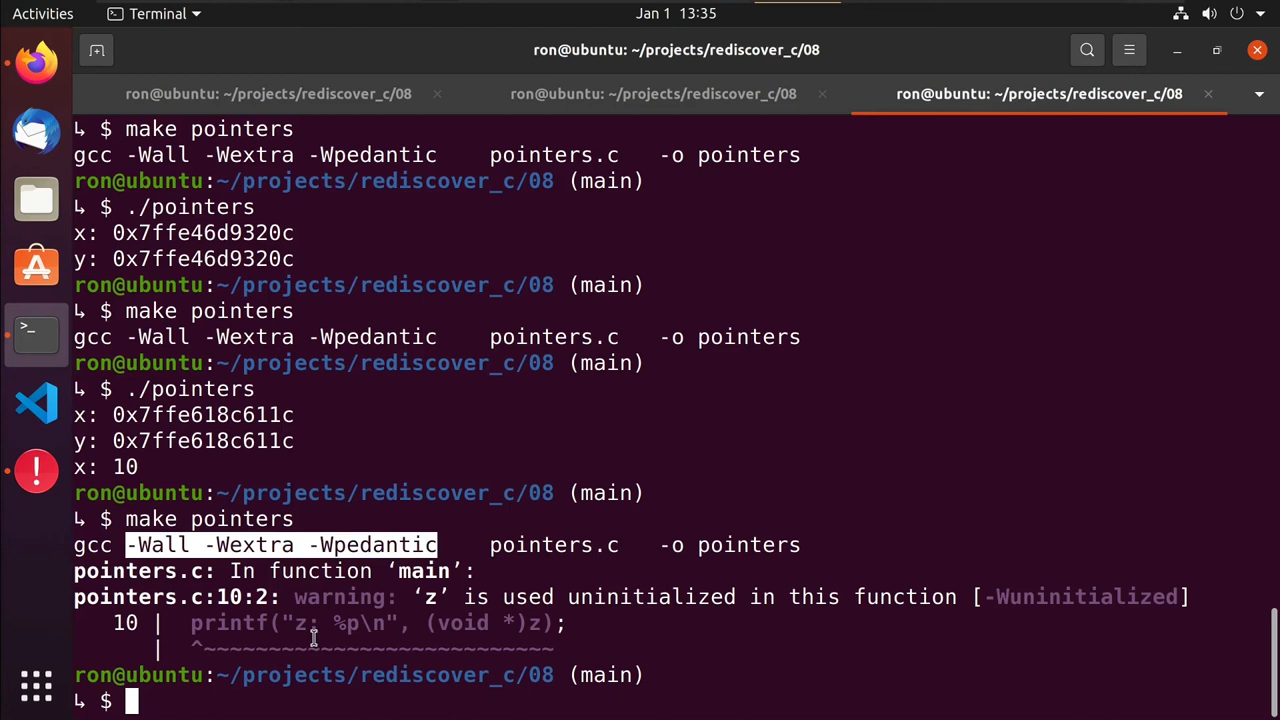 Activities Terminal Jan 1 13:35
ron@ubuntu: ~/projects/rediscover_c/08
ron@ubuntu: ~/projects/rediscover_c/08 × ron@ubuntu: ~/projects/rediscover_c/08 × ron@ubuntu: ~/projects/rediscover_c/08 ×
↳ $ make pointers
gcc -Wall -Wextra -Wpedantic    pointers.c   -o pointers
ron@ubuntu:~/projects/rediscover_c/08 (main)
↳ $ ./pointers
x: 0x7ffe46d9320c
y: 0x7ffe46d9320c
ron@ubuntu:~/projects/rediscover_c/08 (main)
↳ $ make pointers
gcc -Wall -Wextra -Wpedantic    pointers.c   -o pointers
ron@ubuntu:~/projects/rediscover_c/08 (main)
↳ $ ./pointers
x: 0x7ffe618c611c
y: 0x7ffe618c611c
x: 10
ron@ubuntu:~/projects/rediscover_c/08 (main)
↳ $ make pointers
gcc -Wall -Wextra -Wpedantic    pointers.c   -o pointers
pointers.c: In function ‘main’:
pointers.c:10:2: warning: ‘z’ is used uninitialized in this function [-Wuninitialized]
   10 |  printf("z: %p\n", (void *)z);
      |  ^~~~~~~~~~~~~~~~~~~~~~~~~~~~
ron@ubuntu:~/projects/rediscover_c/08 (main)
↳ $